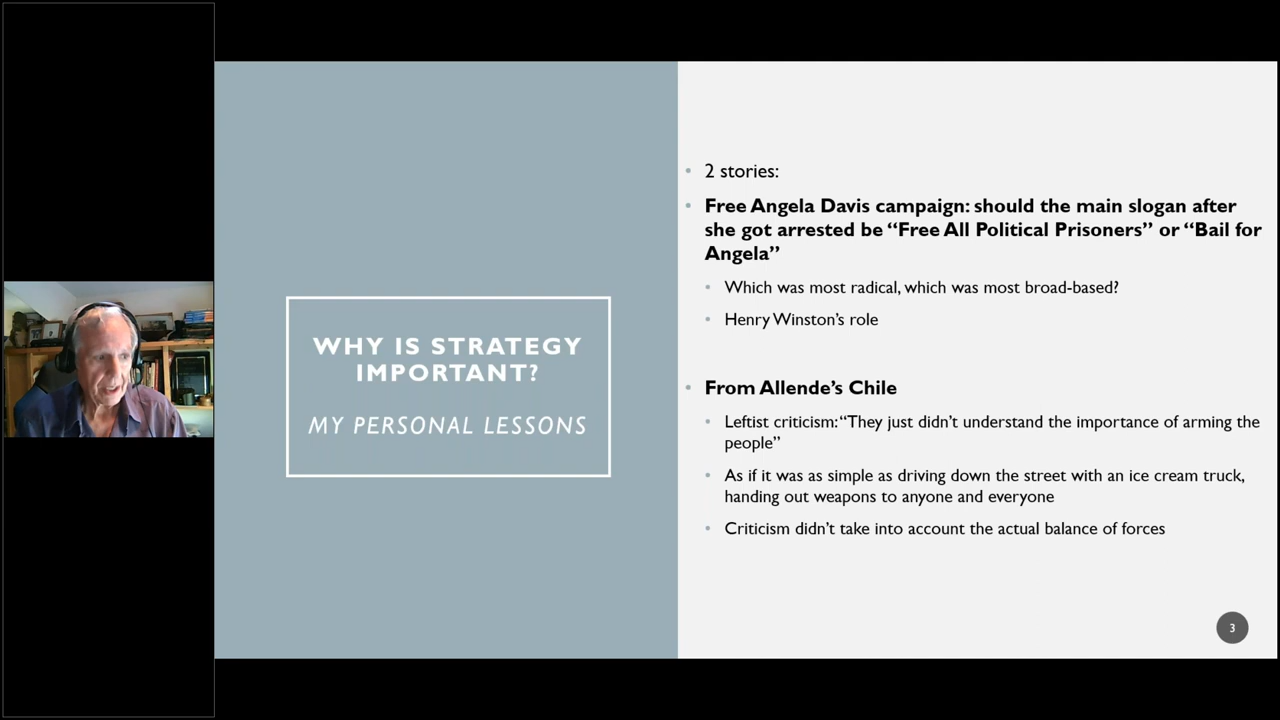 WHY IS STRATEGY
IMPORTANT?
MY PERSONAL LESSONS
• 2 stories:
• Free Angela Davis campaign: should the main slogan after
she got arrested be “Free All Political Prisoners” or “Bail for
Angela”
• Which was most radical, which was most broad-based?
• Henry Winston’s role
• From Allende’s Chile
• Leftist criticism: “They just didn’t understand the importance of arming the
people”
• As if it was as simple as driving down the street with an ice cream truck,
handing out weapons to anyone and everyone
• Criticism didn’t take into account the actual balance of forces
3